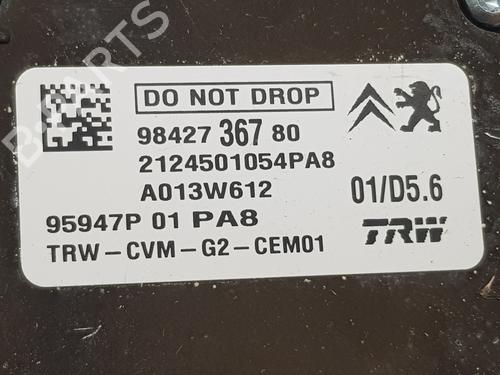 DO NOT DROP
98427 367 80
2124501054PA8
A013W612
01/D5.6
95947P 01 PA8
TRW-CVM-G2-CEM01
TRW
B-PARTS